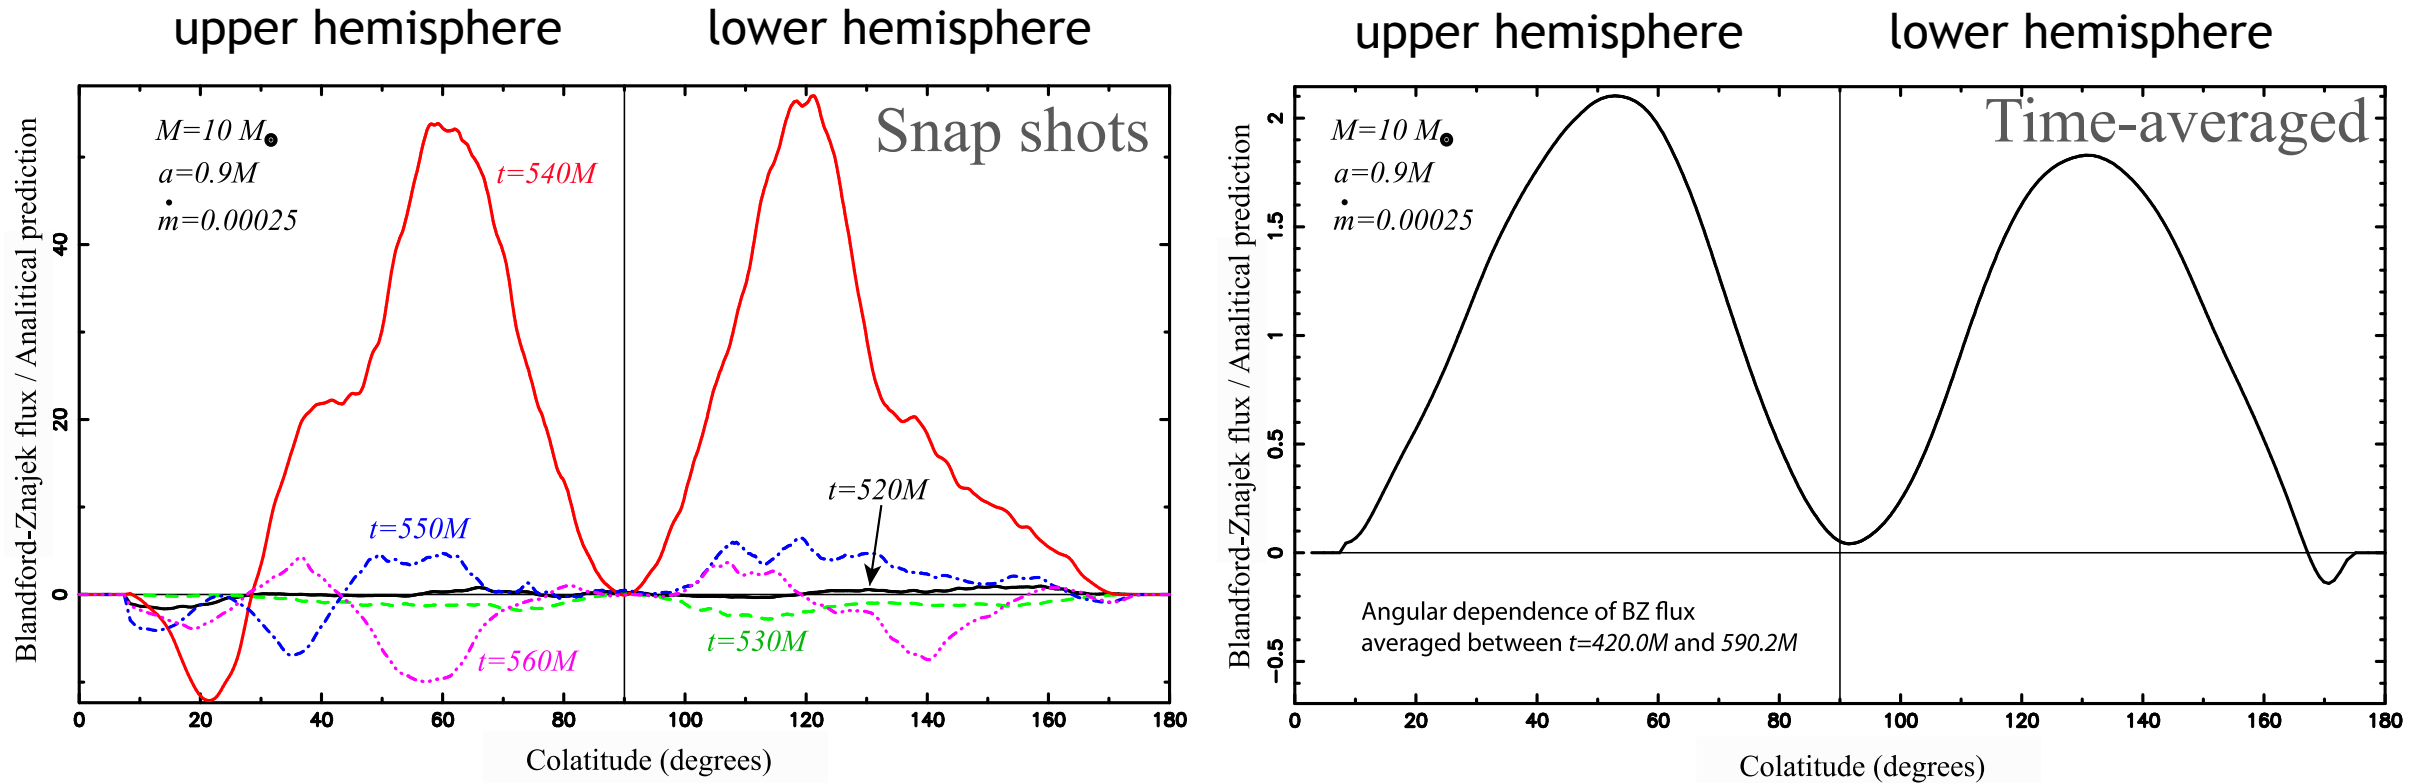 upper hemisphere
lower hemisphere
Snap shots
M=10 M⊙
a=0.9M
ṁ=0.00025
t=540M
t=520M
t=550M
t=530M
t=560M
Blandford-Znajek flux / Analitical prediction
0
20
40
0 20 40 60 80 100 120 140 160 180
Colatitude (degrees)
upper hemisphere
lower hemisphere
Time-averaged
M=10 M⊙
a=0.9M
ṁ=0.00025
Angular dependence of BZ flux
averaged between t=420.0M and 590.2M
Blandford-Znajek flux / Analitical prediction
−0.5
0
0.5
1
1.5
2
0 20 40 60 80 100 120 140 160 180
Colatitude (degrees)